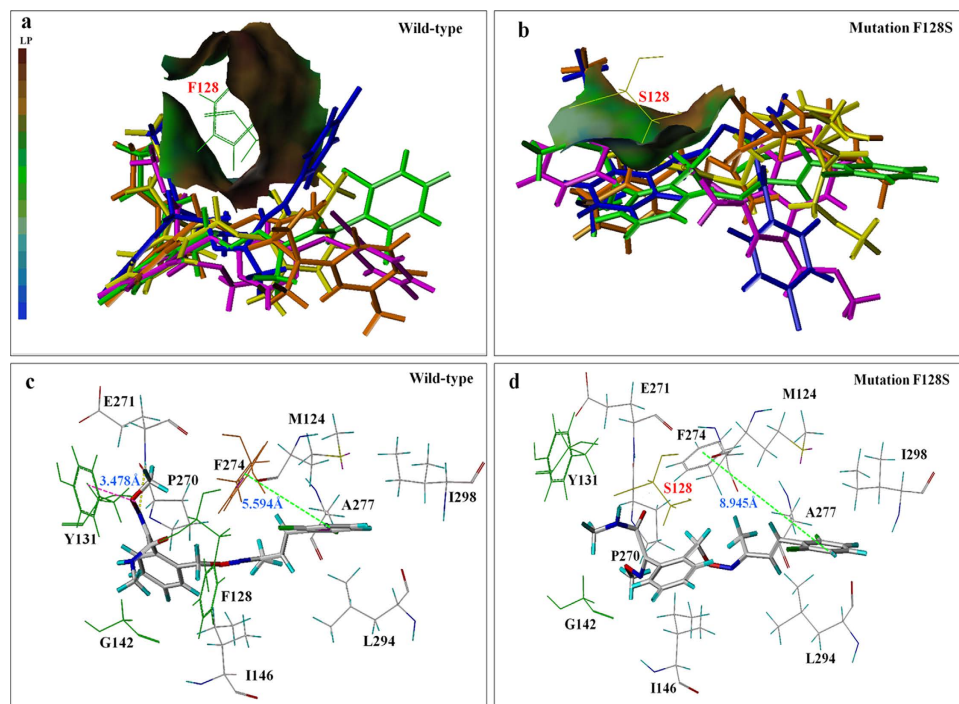 a
Wild-type
LP
F128
b
Mutation F128S
S128
c
Wild-type
E271
M124
F274
P270
3.478Å
I298
5.594Å
A277
Y131
F128
G142
L294
I146
d
Mutation F128S
E271
M124
F274
I298
Y131
S128
8.945Å
A277
P270
G142
L294
I146